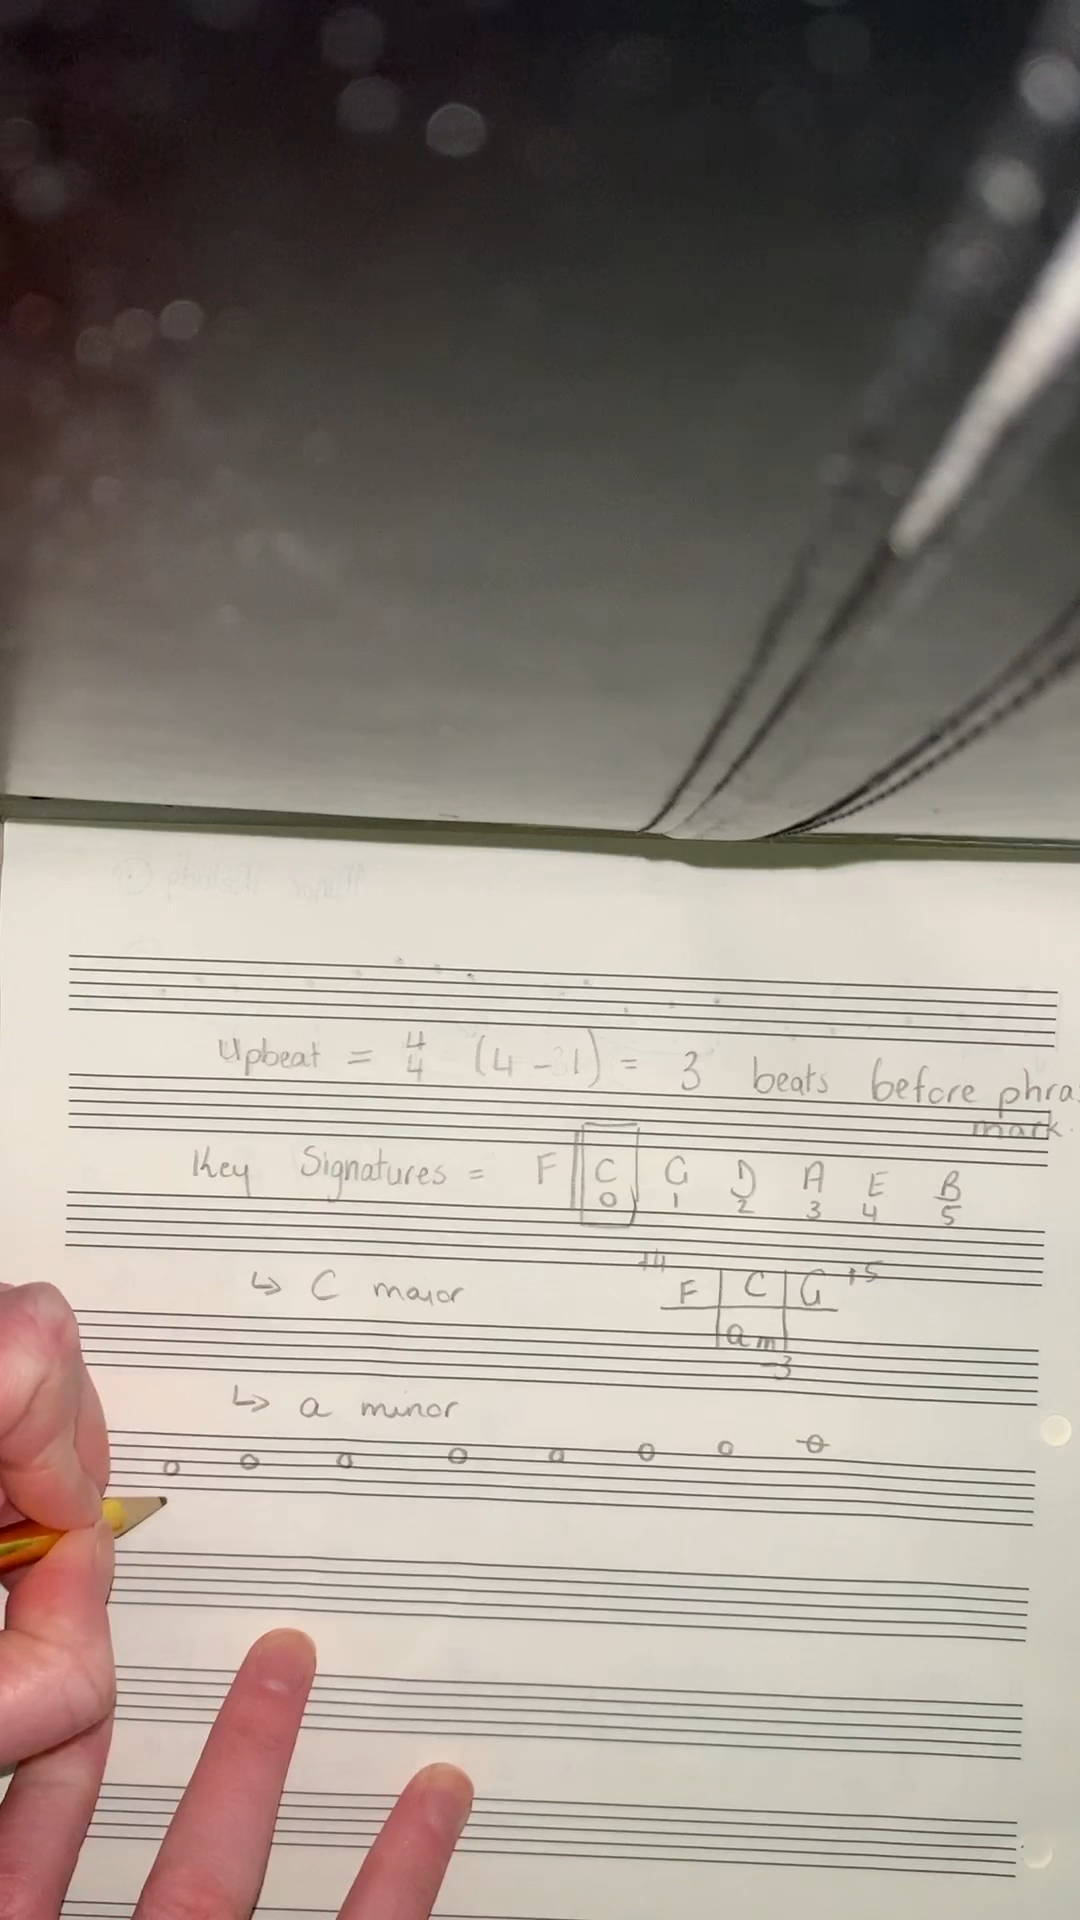 Upbeat = 4/4 (4-31) = 3 beats before phra
mark.
Key Signatures = F C G D A E B
0 1 2 3 4 5
+4 F C G +5
↳ C major
am
-3
↳ a minor